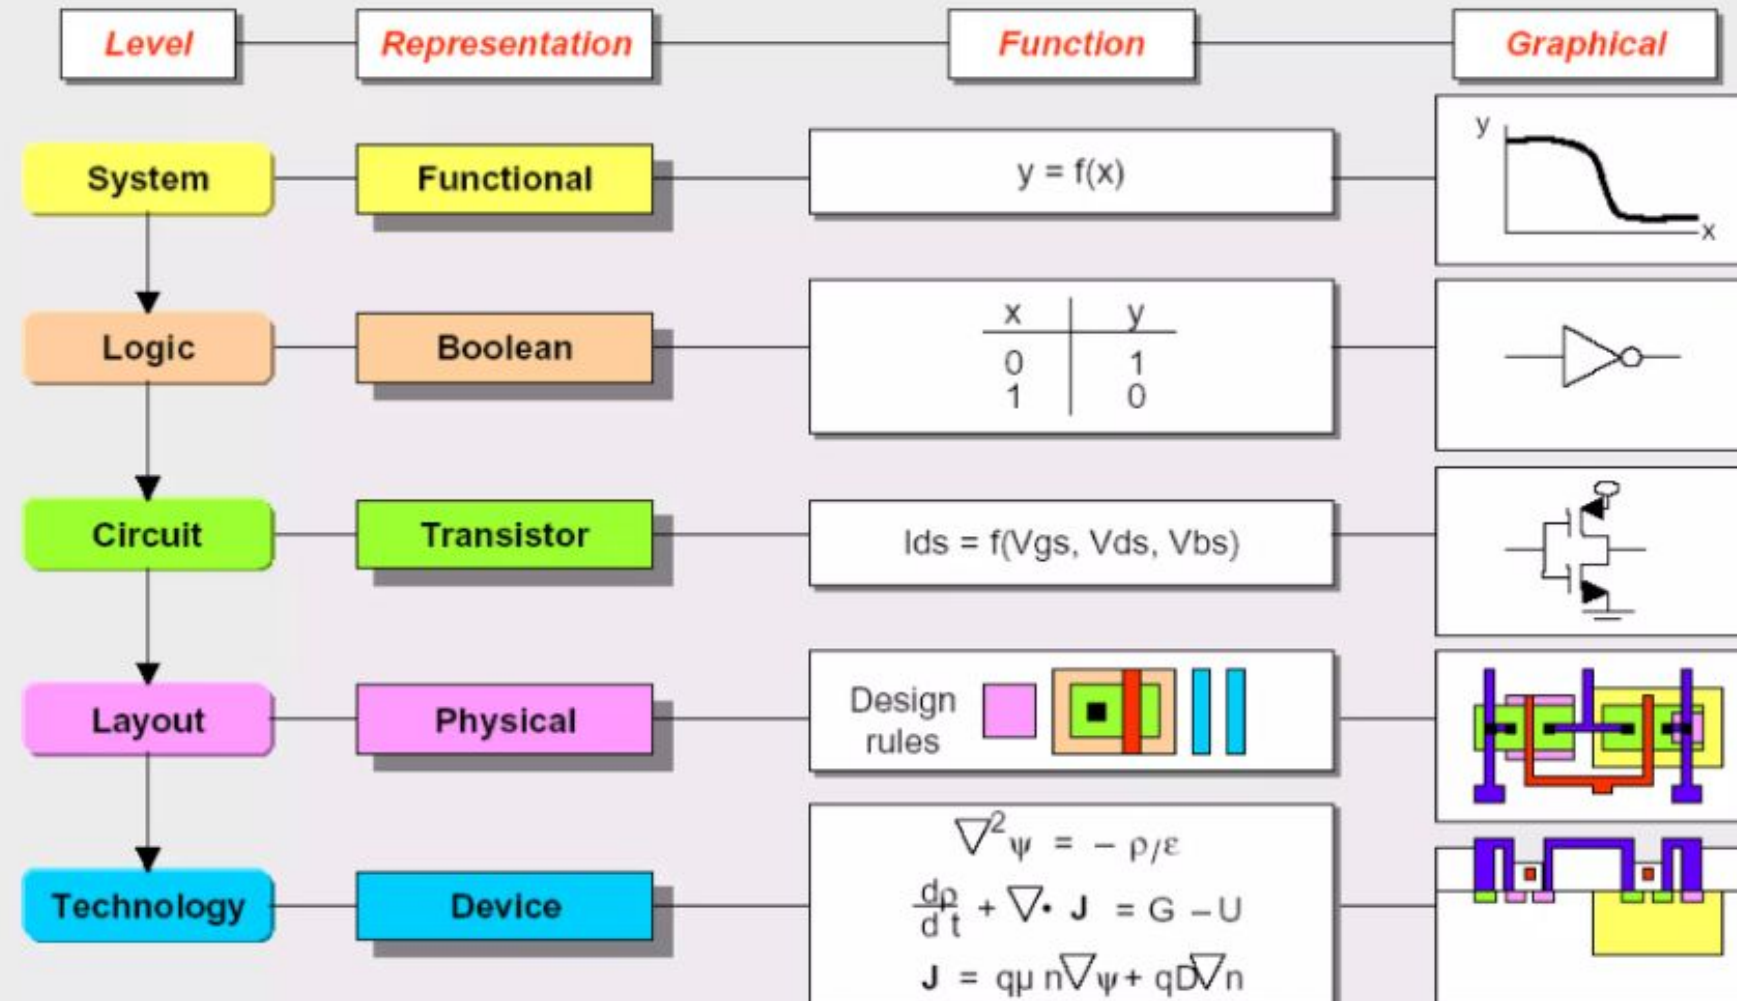 Level Representation Function Graphical
System Functional y = f(x) y
x
Logic Boolean x y
0 1
1 0
Circuit Transistor Ids = f(Vgs, Vds, Vbs)
Layout Physical Design
rules
∇² ψ = − ρ/ε
Technology Device dρ/dt + ∇• J = G − U
J = qμ n∇ψ + qD∇n